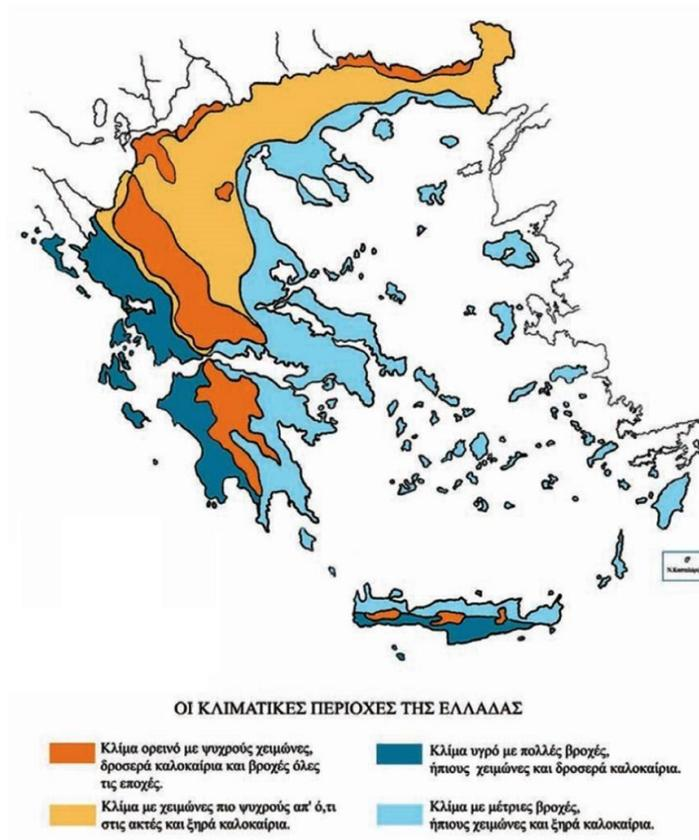 Ν.Καστελόριζο
ΟΙ ΚΛΙΜΑΤΙΚΕΣ ΠΕΡΙΟΧΕΣ ΤΗΣ ΕΛΛΑΔΑΣ
Κλίμα ορεινό με ψυχρούς χειμώνες,
δροσερά καλοκαίρια και βροχές όλες
τις εποχές.
Κλίμα με χειμώνες πιο ψυχρούς απ' ό,τι
στις ακτές και ξηρά καλοκαίρια.
Κλίμα υγρό με πολλές βροχές,
ήπιους χειμώνες και δροσερά καλοκαίρια.
Κλίμα με μέτριες βροχές,
ήπιους χειμώνες και ξηρά καλοκαίρια.